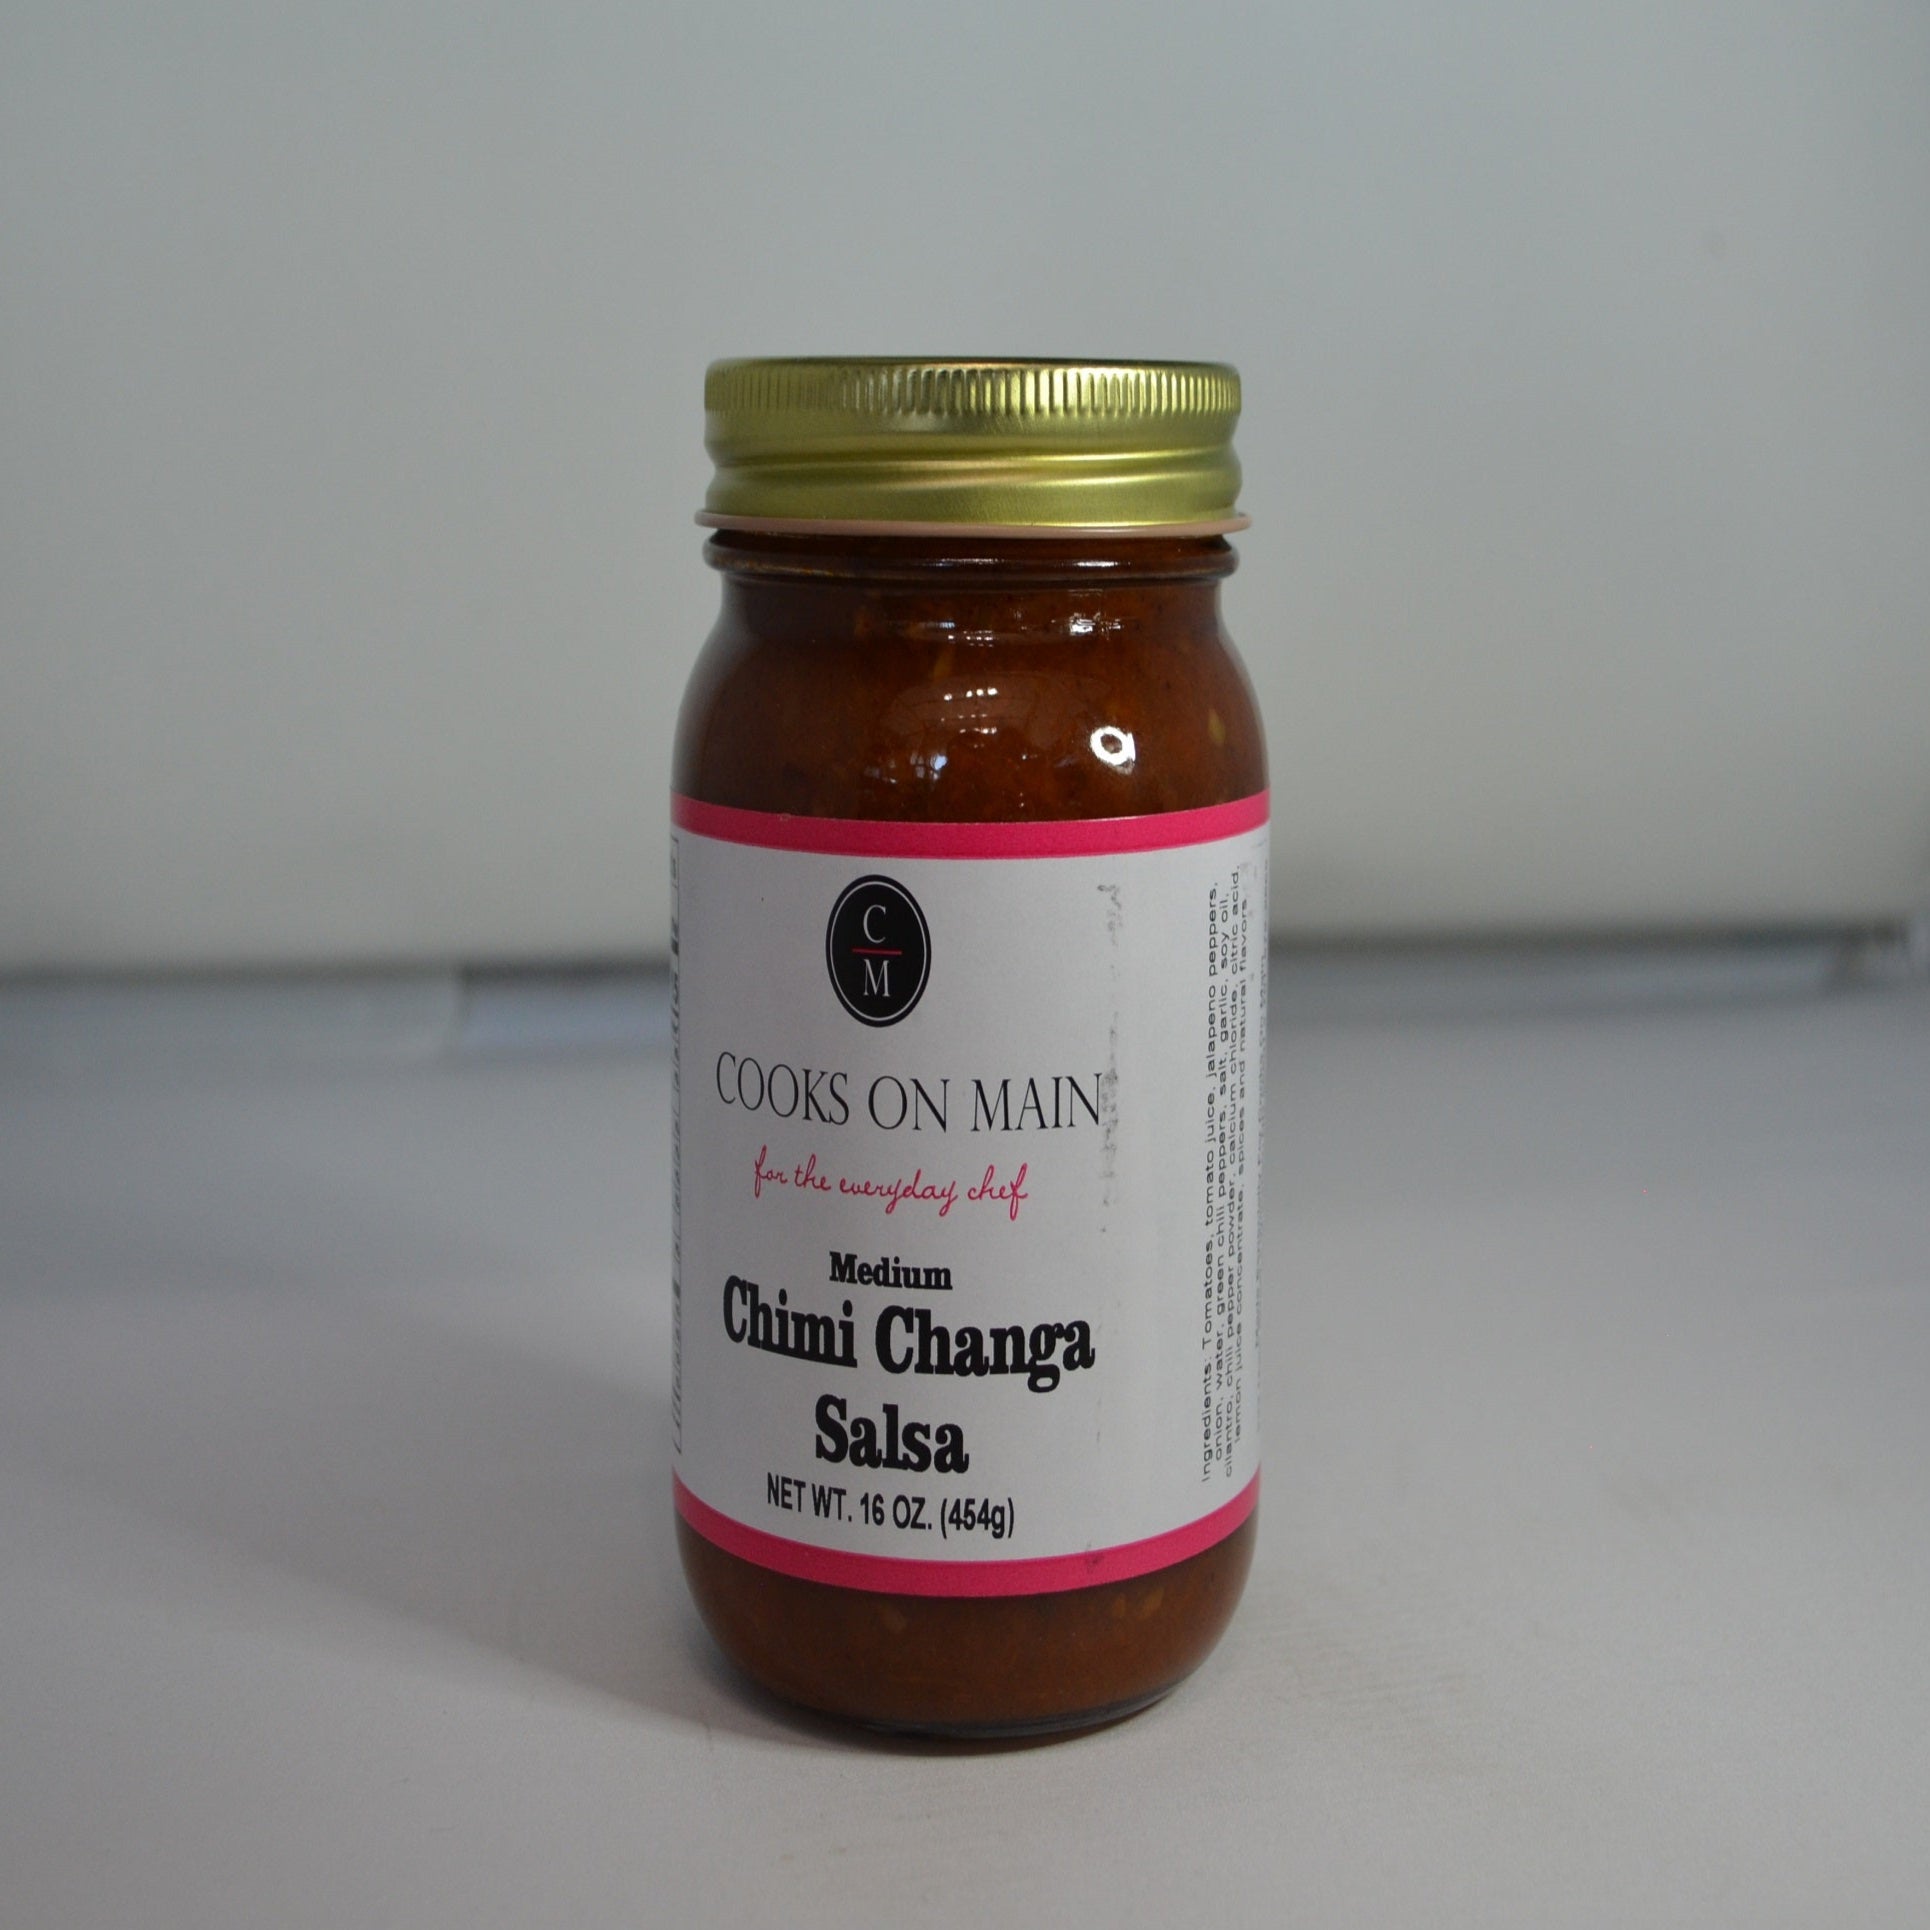 C
M
COOKS ON MAIN
for the everyday chef
Medium
Chimi Changa
Salsa
NET WT. 16 OZ. (454g)
Ingredients: Tomatoes, tomato juice, jalapeno peppers,
onion, water, green chili peppers, salt, garlic, soy oil,
cilantro, chili pepper powder, calcium chloride, citric acid,
lemon juice concentrate, spices and natural flavors.